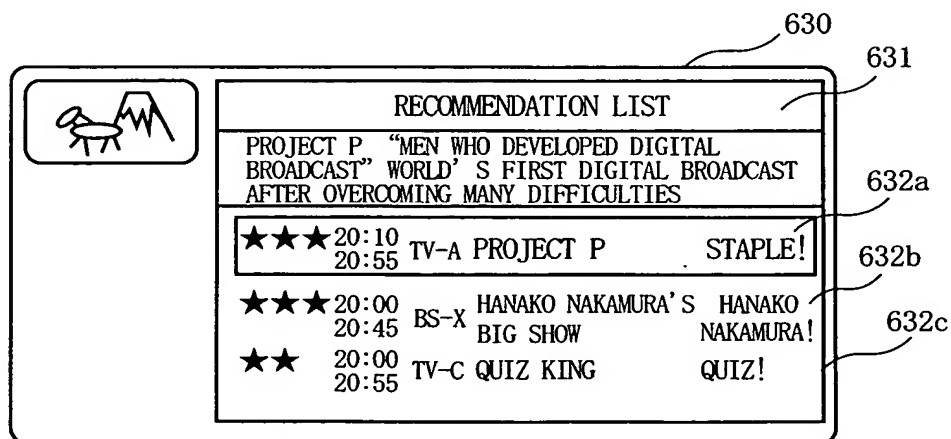 630
631
RECOMMENDATION LIST
PROJECT P “MEN WHO DEVELOPED DIGITAL
BROADCAST” WORLD’S FIRST DIGITAL BROADCAST
AFTER OVERCOMING MANY DIFFICULTIES
632a
★★★ 20:10 TV-A PROJECT P STAPLE!
20:55
632b
★★★ 20:00 BS-X HANAKO NAKAMURA’S HANAKO
20:45 BIG SHOW NAKAMURA!
632c
★★ 20:00 TV-C QUIZ KING QUIZ!
20:55